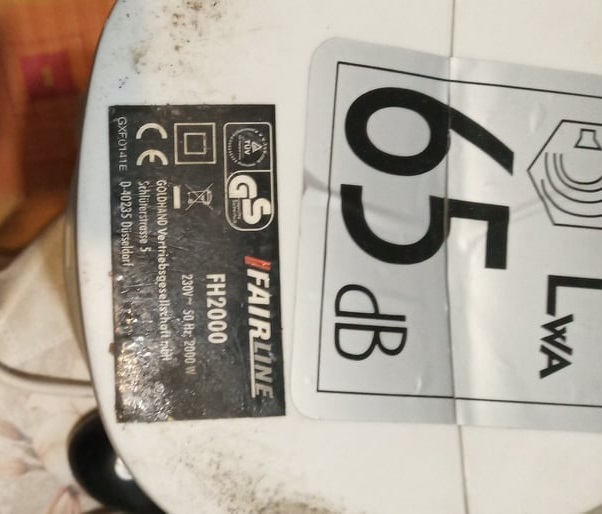 FAIRLINE
FH2000
230V~ 50 Hz, 2000 W
GOLDHAND Vertriebsgesellschaft mbH
Schlüterstrasse 5
D-40235 Düsseldorf
TÜV
GS
CE
GXF0141E
LWA
65 dB